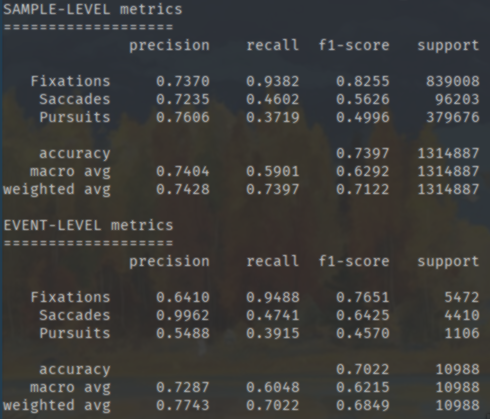 SAMPLE-LEVEL metrics
===================
precision recall f1-score support
Fixations 0.7370 0.9382 0.8255 839008
Saccades 0.7235 0.4602 0.5626 96203
Pursuits 0.7606 0.3719 0.4996 379676
accuracy 0.7397 1314887
macro avg 0.7404 0.5901 0.6292 1314887
weighted avg 0.7428 0.7397 0.7122 1314887
EVENT-LEVEL metrics
===================
precision recall f1-score support
Fixations 0.6410 0.9488 0.7651 5472
Saccades 0.9962 0.4741 0.6425 4410
Pursuits 0.5488 0.3915 0.4570 1106
accuracy 0.7022 10988
macro avg 0.7287 0.6048 0.6215 10988
weighted avg 0.7743 0.7022 0.6849 10988